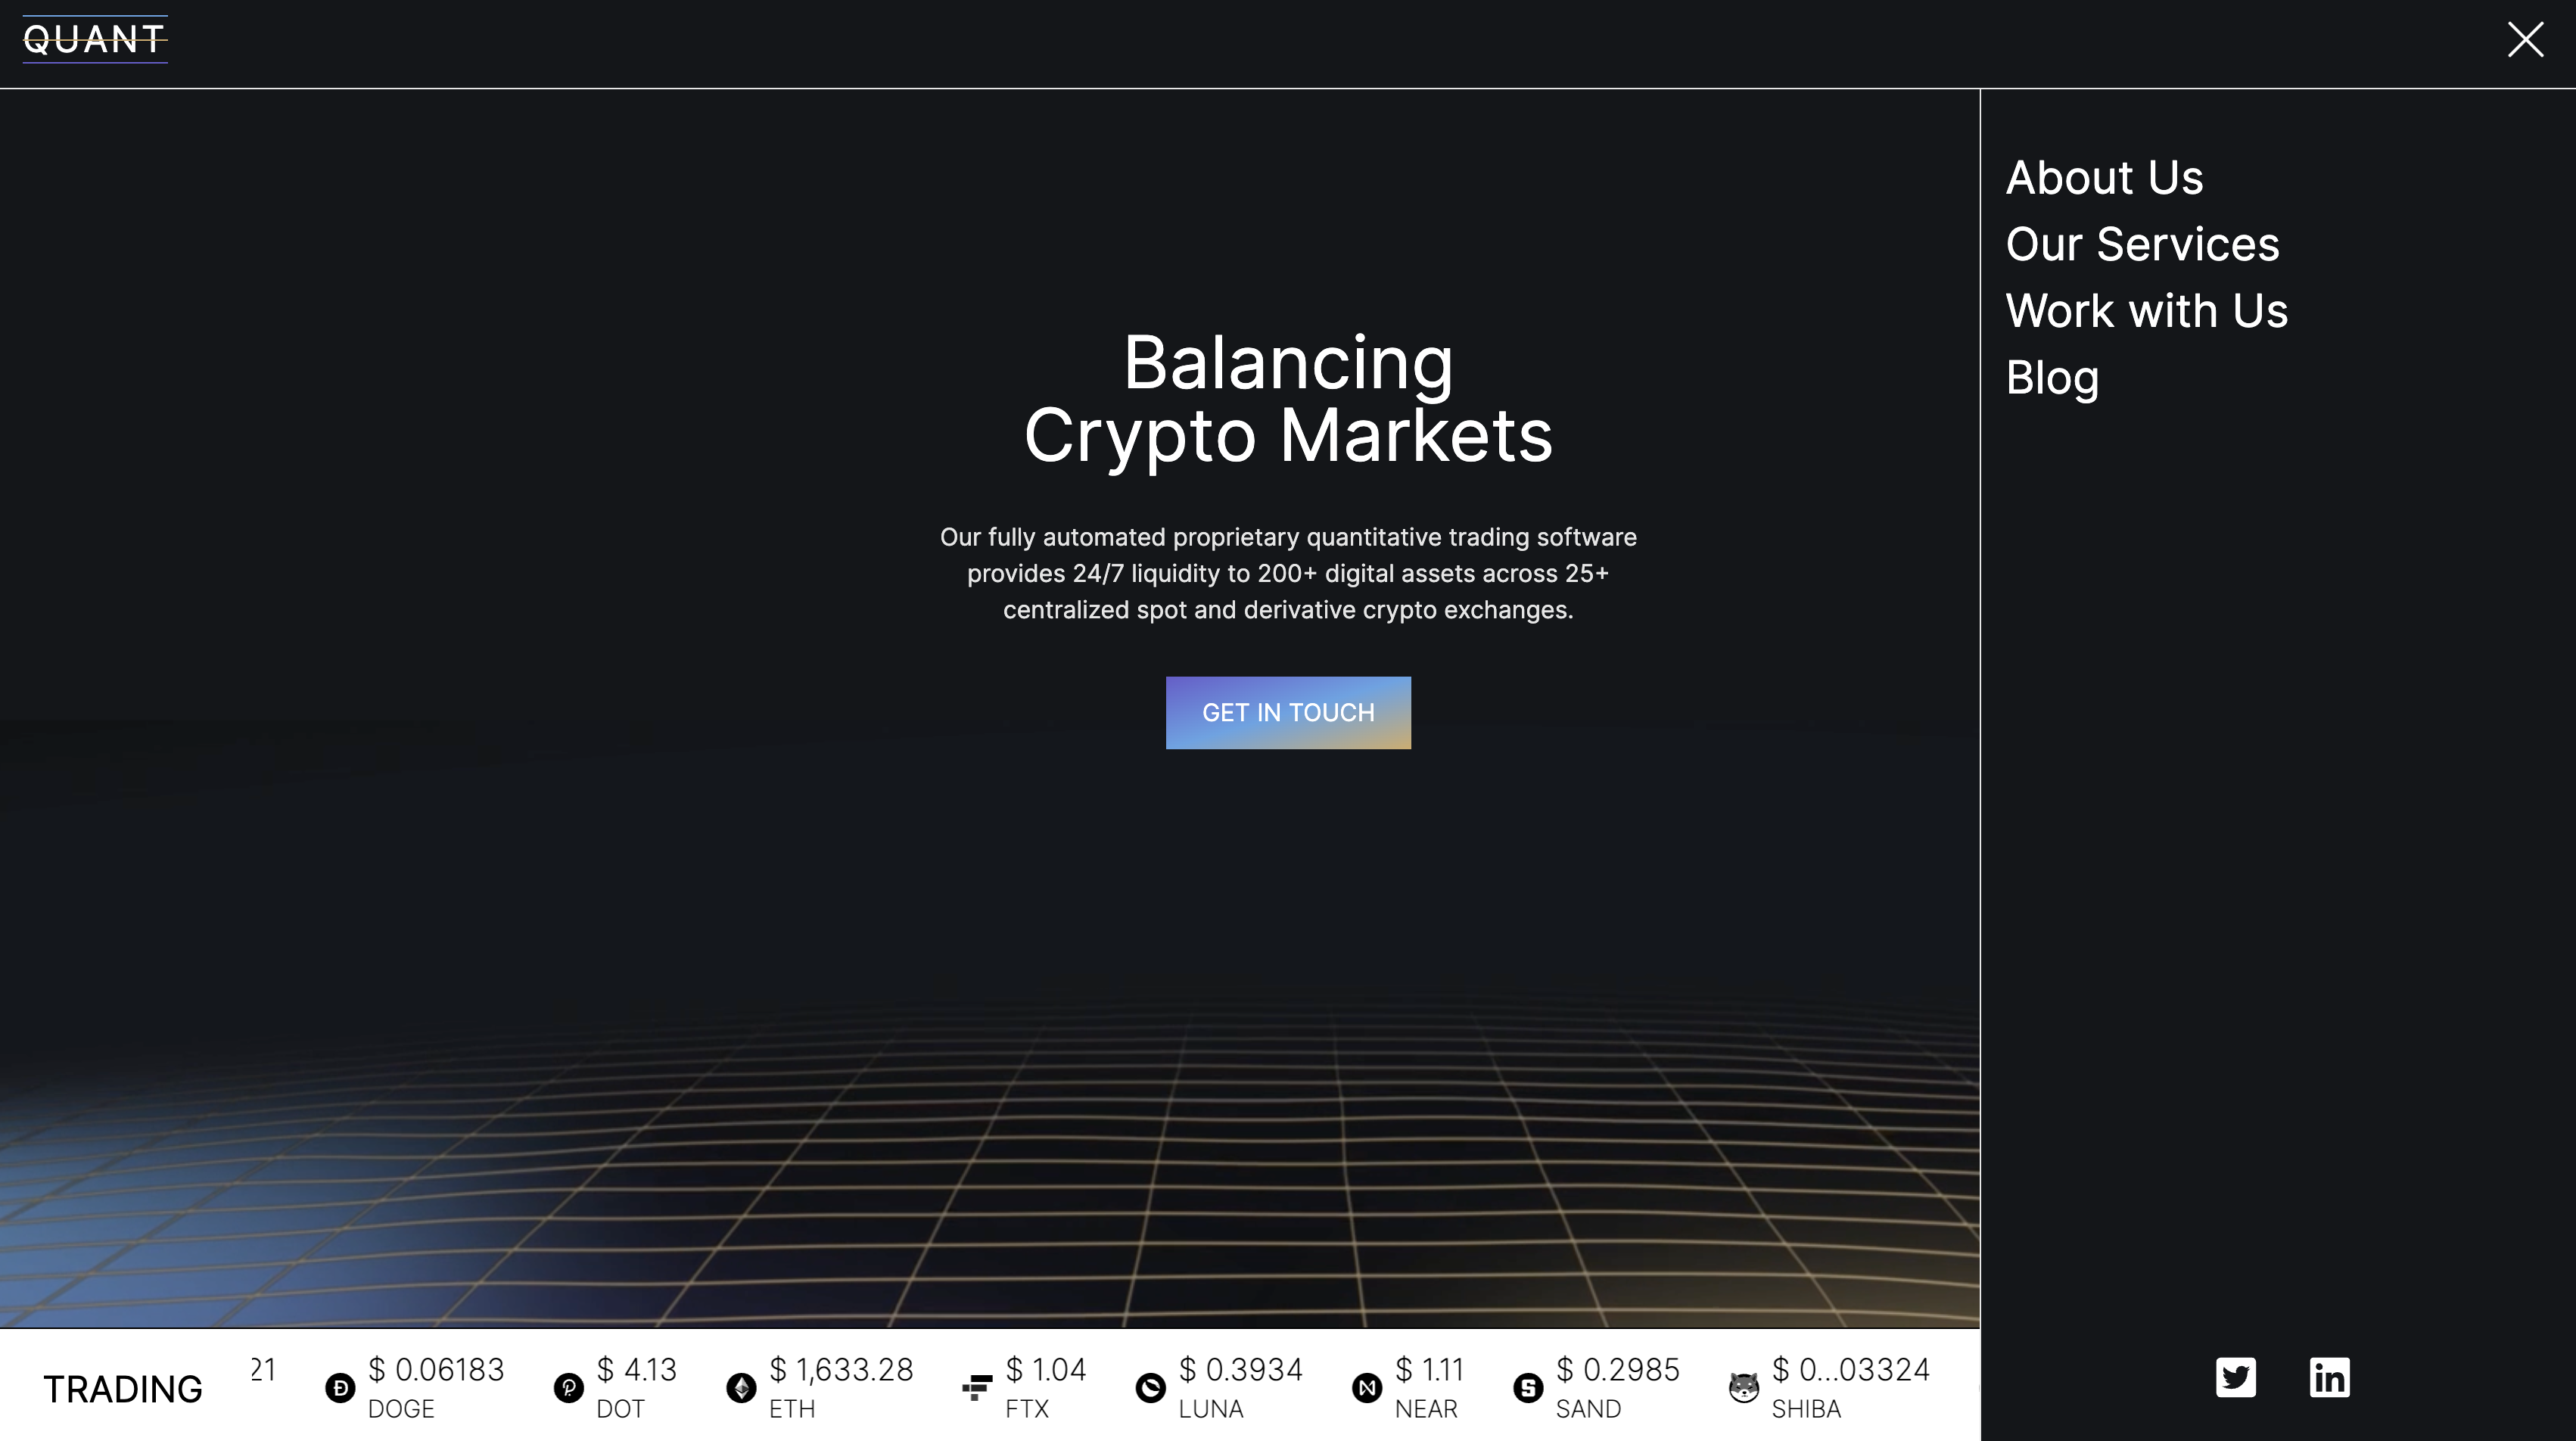 QUANT
About Us
Our Services
Work with Us
Blog
Balancing
Crypto Markets
Our fully automated proprietary quantitative trading software
provides 24/7 liquidity to 200+ digital assets across 25+
centralized spot and derivative crypto exchanges.
GET IN TOUCH
TRADING
21
$ 0.06183
DOGE
$ 4.13
DOT
$ 1,633.28
ETH
$ 1.04
FTX
$ 0.3934
LUNA
$ 1.11
NEAR
$ 0.2985
SAND
$ 0...03324
SHIBA
in